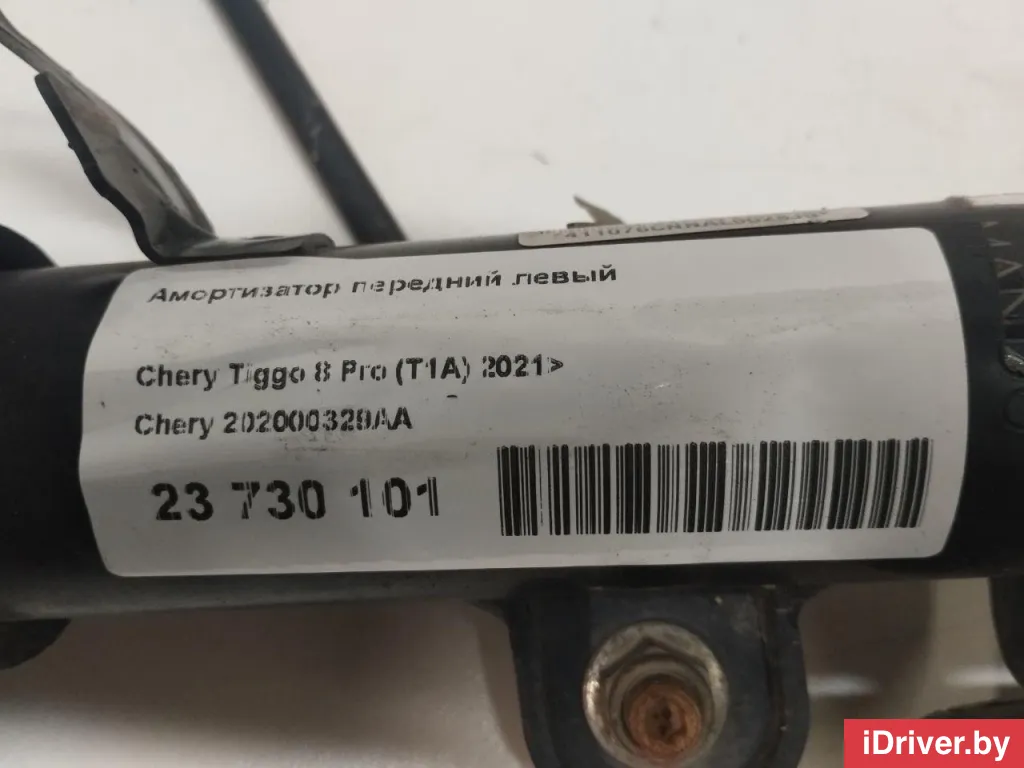 Амортизатор передний левый
Chery Tiggo 8 Pro (T1A) 2021>
Chery 202000329AA
23 730 101
iDriver.by